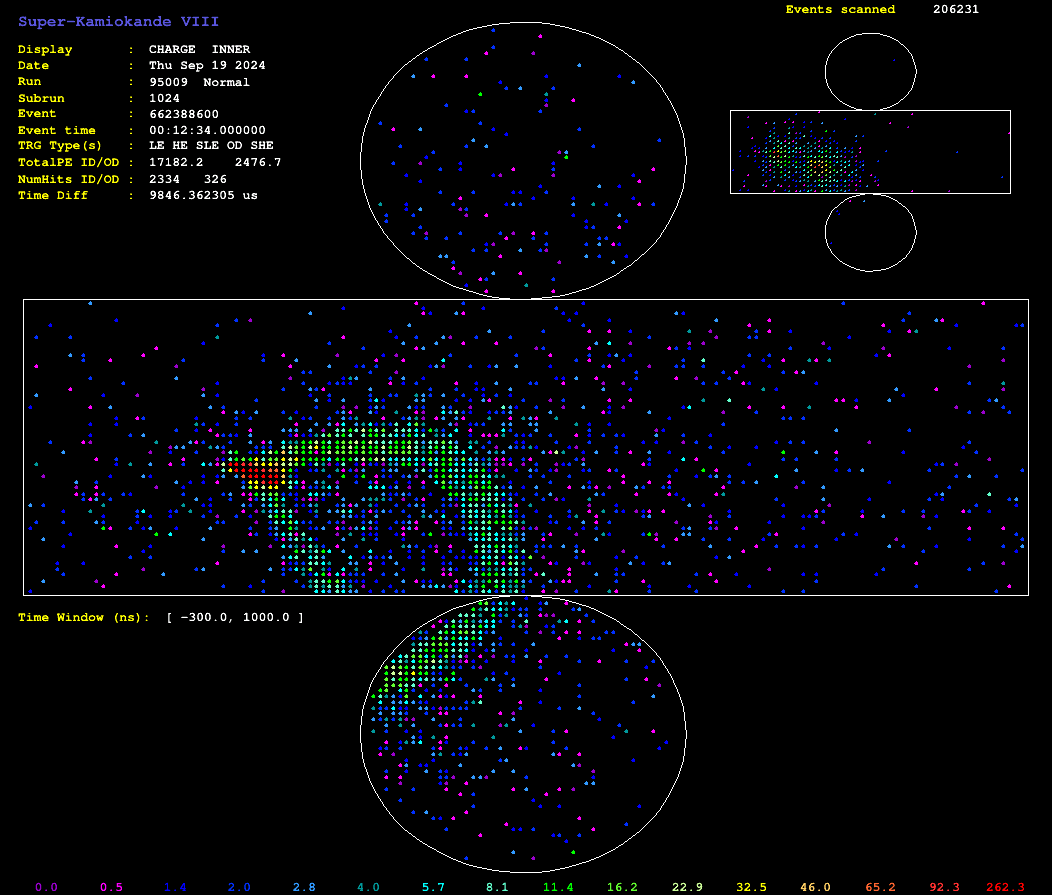 Super-Kamiokande VIII
Events scanned 206231
Display : CHARGE INNER
Date : Thu Sep 19 2024
Run : 95009 Normal
Subrun : 1024
Event : 662388600
Event time : 00:12:34.000000
TRG Type(s) : LE HE SLE OD SHE
TotalPE ID/OD : 17182.2 2476.7
NumHits ID/OD : 2334 326
Time Diff : 9846.362305 us
Time Window (ns): [ -300.0, 1000.0 ]
0.0 0.5 1.4 2.0 2.8 4.0 5.7 8.1 11.4 16.2 22.9 32.5 46.0 65.2 92.3 262.3